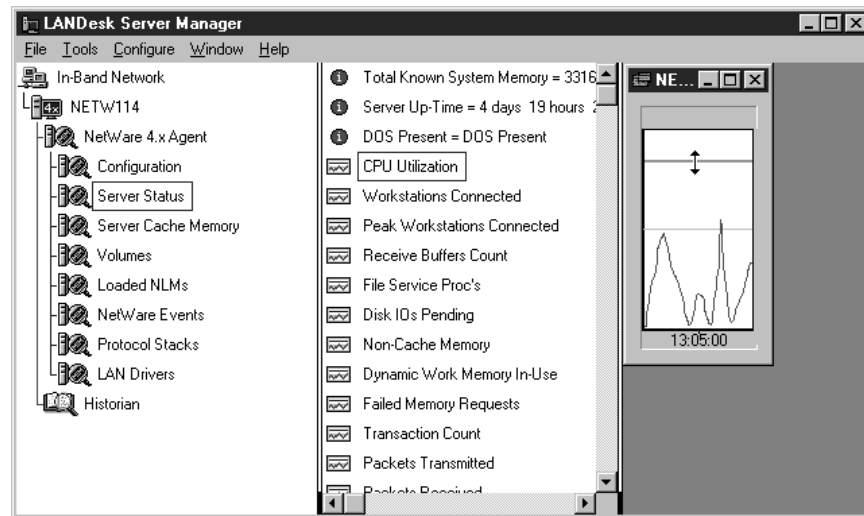 LANDesk Server Manager
File Tools Configure Window Help
In-Band Network
4x NETW114
NetWare 4.x Agent
Configuration
Server Status
Server Cache Memory
Volumes
Loaded NLMs
NetWare Events
Protocol Stacks
LAN Drivers
Historian
Total Known System Memory = 3316
Server Up-Time = 4 days 19 hours
DOS Present = DOS Present
CPU Utilization
Workstations Connected
Peak Workstations Connected
Receive Buffers Count
File Service Proc's
Disk IOs Pending
Non-Cache Memory
Dynamic Work Memory In-Use
Failed Memory Requests
Transaction Count
Packets Transmitted
Packets Received
NE...
13:05:00